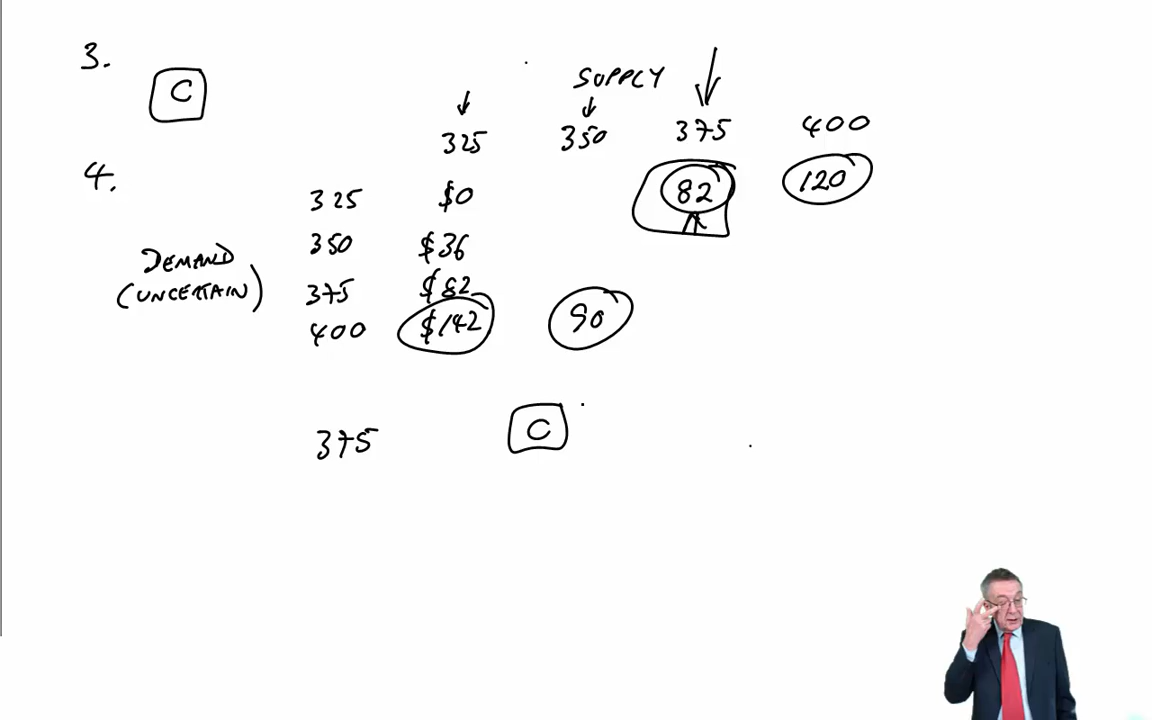 3.
C
SUPPLY
325 350 375 400
4.
325 $0 82 120
350 $36
DEMAND
(UNCERTAIN)
375 $82
400 $142 90
375 C